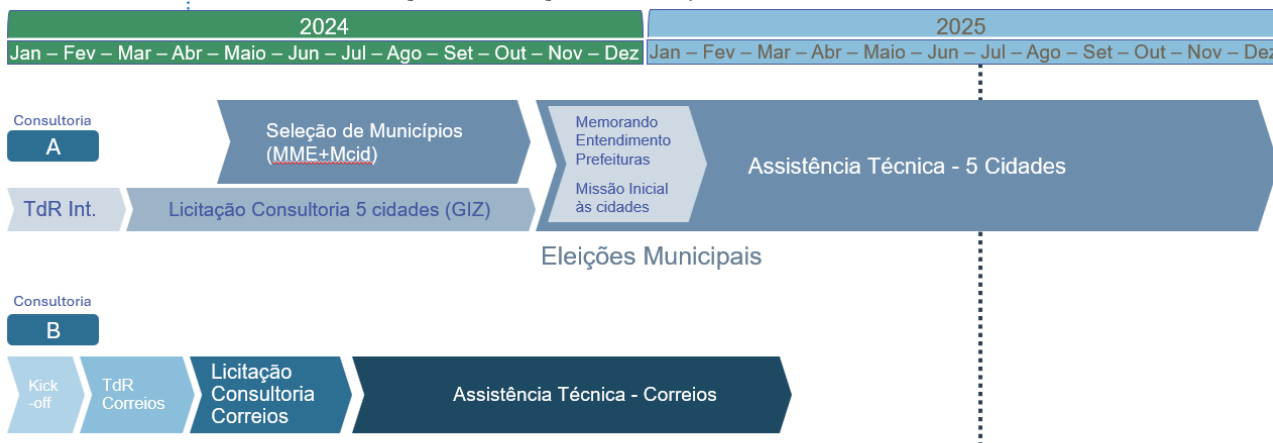 2024
2025
Jan – Fev – Mar – Abr – Maio – Jun – Jul – Ago – Set – Out – Nov – Dez
Jan – Fev – Mar – Abr – Maio – Jun – Jul – Ago – Set – Out – Nov – Dez
Consultoria
A
Seleção de Municípios
(MME+Mcid)
Memorando
Entendimento
Prefeituras
Missão Inicial
às cidades
Assistência Técnica - 5 Cidades
TdR Int.
Licitação Consultoria 5 cidades (GIZ)
Eleições Municipais
Consultoria
B
Kick
-off
TdR
Correios
Licitação
Consultoria
Correios
Assistência Técnica - Correios